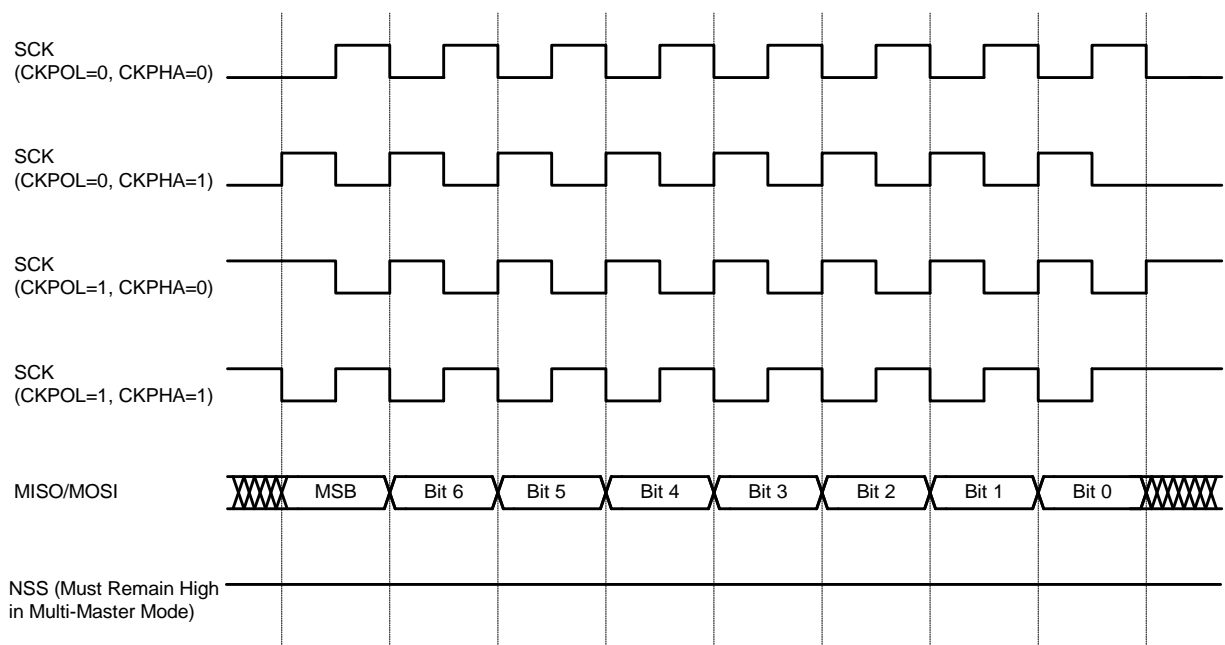 SCK
(CKPOL=0, CKPHA=0)
SCK
(CKPOL=0, CKPHA=1)
SCK
(CKPOL=1, CKPHA=0)
SCK
(CKPOL=1, CKPHA=1)
MISO/MOSI
MSB
Bit 6
Bit 5
Bit 4
Bit 3
Bit 2
Bit 1
Bit 0
NSS (Must Remain High
in Multi-Master Mode)